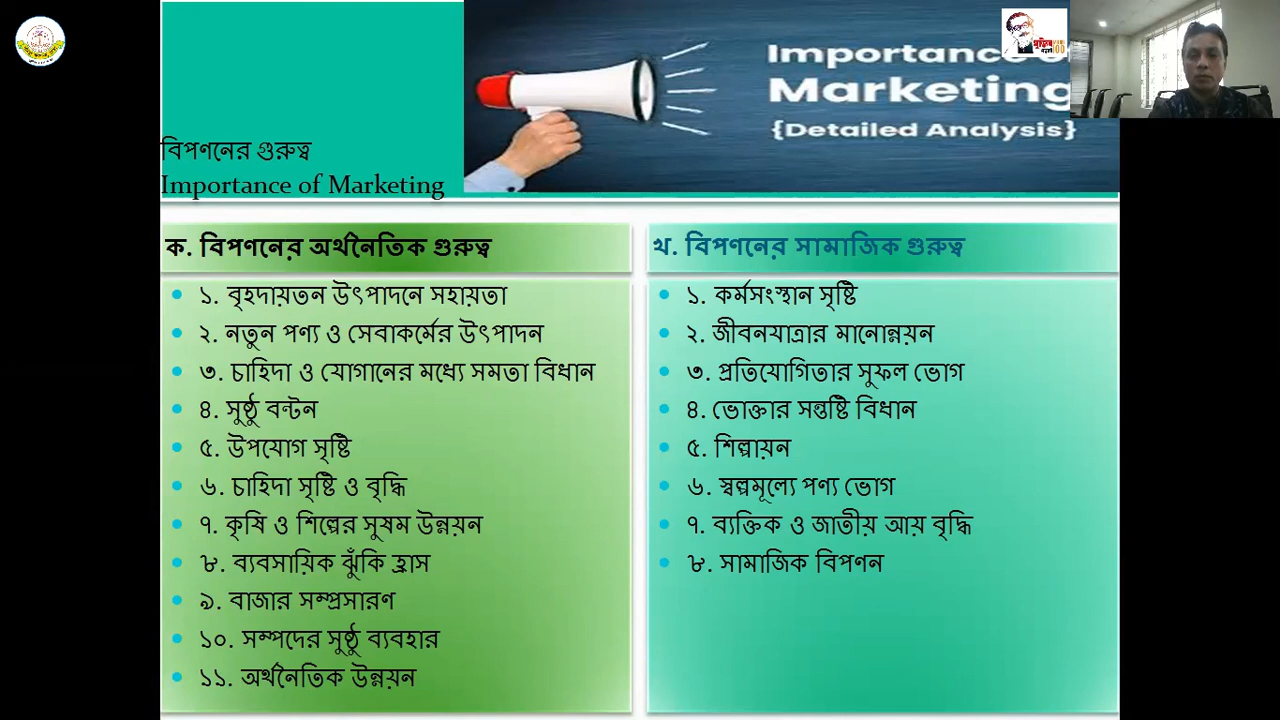 Importance of
Marketing
{Detailed Analysis}
বিপণনের গুরুত্ব
Importance of Marketing
ক. বিপণনের অর্থনৈতিক গুরুত্ব
১. বৃহদায়তন উৎপাদনে সহায়তা
২. নতুন পণ্য ও সেবাকর্মের উৎপাদন
৩. চাহিদা ও যোগানের মধ্যে সমতা বিধান
৪. সুষ্ঠু বন্টন
৫. উপযোগ সৃষ্টি
৬. চাহিদা সৃষ্টি ও বৃদ্ধি
৭. কৃষি ও শিল্পের সুষম উন্নয়ন
৮. ব্যবসায়িক ঝুঁকি হ্রাস
৯. বাজার সম্প্রসারণ
১০. সম্পদের সুষ্ঠু ব্যবহার
১১. অর্থনৈতিক উন্নয়ন
খ. বিপণনের সামাজিক গুরুত্ব
১. কর্মসংস্থান সৃষ্টি
২. জীবনযাত্রার মানোন্নয়ন
৩. প্রতিযোগিতার সুফল ভোগ
৪. ভোক্তার সন্তষ্টি বিধান
৫. শিল্পায়ন
৬. স্বল্পমূল্যে পণ্য ভোগ
৭. ব্যক্তিক ও জাতীয় আয় বৃদ্ধি
৮. সামাজিক বিপণন